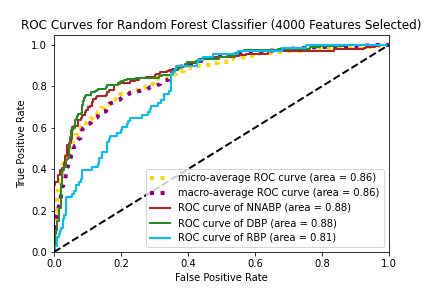 ROC Curves for Random Forest Classifier (4000 Features Selected)
1.0
0.8
0.6
0.4
0.2
0.0
True Positive Rate
micro-average ROC curve (area = 0.86)
macro-average ROC curve (area = 0.86)
ROC curve of NNABP (area = 0.88)
ROC curve of DBP (area = 0.88)
ROC curve of RBP (area = 0.81)
0.0 0.2 0.4 0.6 0.8 1.0
False Positive Rate